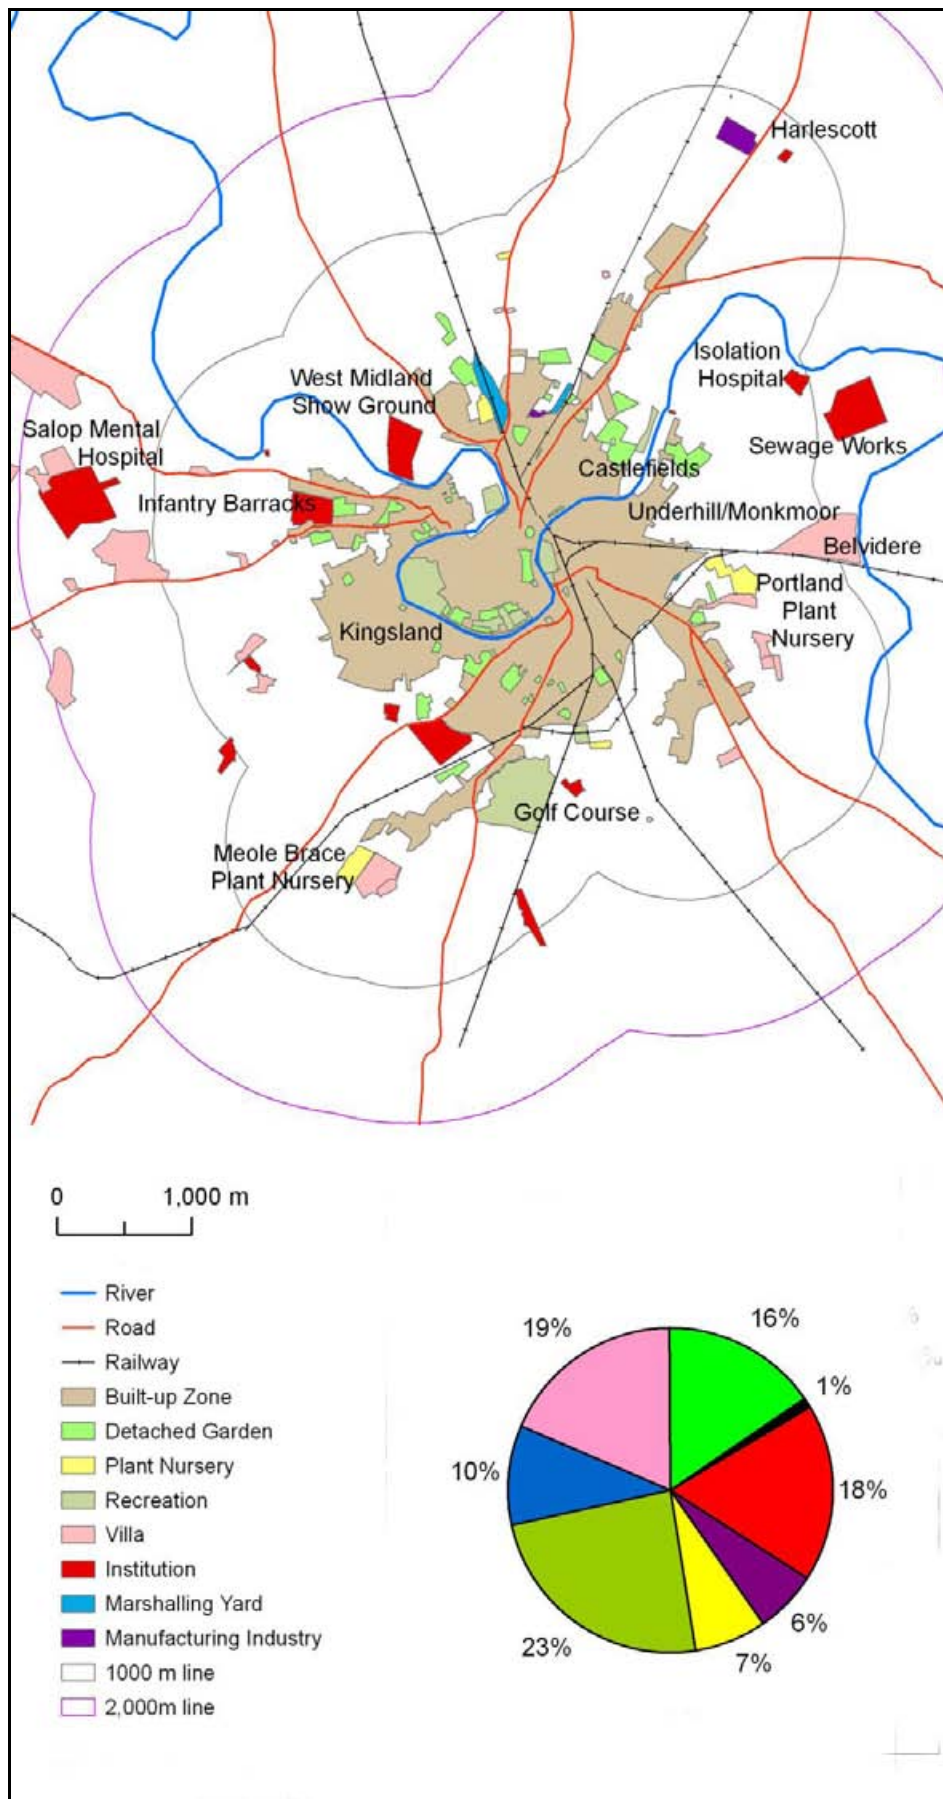 Harlescott
Isolation
Hospital
West Midland
Show Ground
Salop Mental
Hospital
Sewage Works
Castlefields
Infantry Barracks
Underhill/Monkmoor
Belvidere
Portland
Plant
Nursery
Kingsland
Golf Course
Meole Brace
Plant Nursery
0 1,000 m
River
Road
Railway
Built-up Zone
Detached Garden
Plant Nursery
Recreation
Villa
Institution
Marshalling Yard
Manufacturing Industry
1000 m line
2,000m line
16%
1%
18%
6%
7%
23%
10%
19%